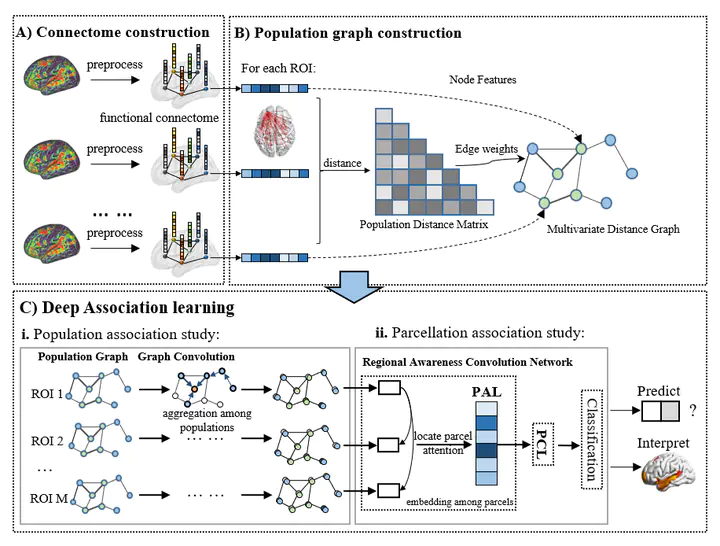 A) Connectome construction
preprocess
functional connectome
preprocess
... ...
preprocess
B) Population graph construction
For each ROI:
Node Features
distance
Edge weights
Population Distance Matrix
Multivariate Distance Graph
C) Deep Association learning
i. Population association study:
Population Graph
Graph Convolution
ROI 1
aggregation among
populations
ROI 2
... ...
...
ROI M
... ...
ii. Parcellation association study:
Regional Awareness Convolution Network
PAL
locate parcel
attention
embedding among parcels
PCL
Classification
Predict
?
Interpret